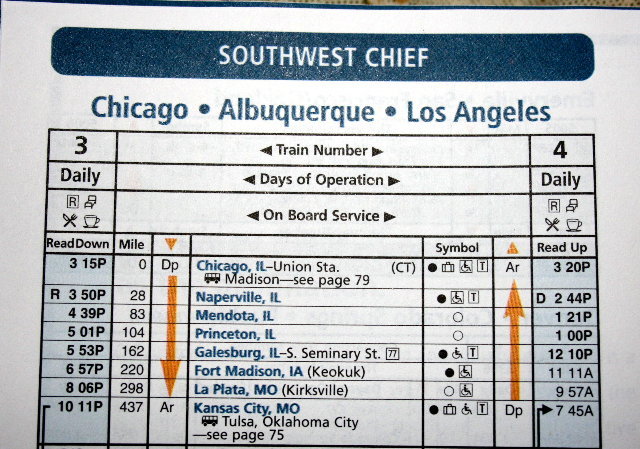 SOUTHWEST CHIEF
Chicago • Albuquerque • Los Angeles
3 ◄ Train Number ► 4
Daily ◄ Days of Operation ► Daily
R ◄ On Board Service ► R
Read Down Mile ▼ Symbol ▲ Read Up
3 15P 0 Dp Chicago, IL–Union Sta. (CT) ● T Ar 3 20P
Madison—see page 79
R 3 50P 28 Naperville, IL ● T D 2 44P
4 39P 83 Mendota, IL ○ 1 21P
5 01P 104 Princeton, IL ○ 1 00P
5 53P 162 Galesburg, IL–S. Seminary St. 77 ● T 12 10P
6 57P 220 Fort Madison, IA (Keokuk) ● 11 11A
8 06P 298 La Plata, MO (Kirksville) ○ 9 57A
10 11P 437 Ar Kansas City, MO ● T Dp 7 45A
Tulsa, Oklahoma City
—see page 75